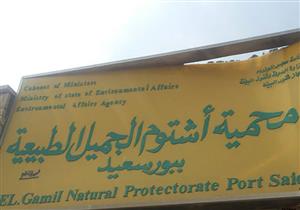 Cabinet of Ministers
Ministry of state of Environmental Affairs
Environmental Affairs Agency
محمية أشتوم الجميل الطبيعية
ببورسعيد
EL.Gamil Natural Protectorate Port Said